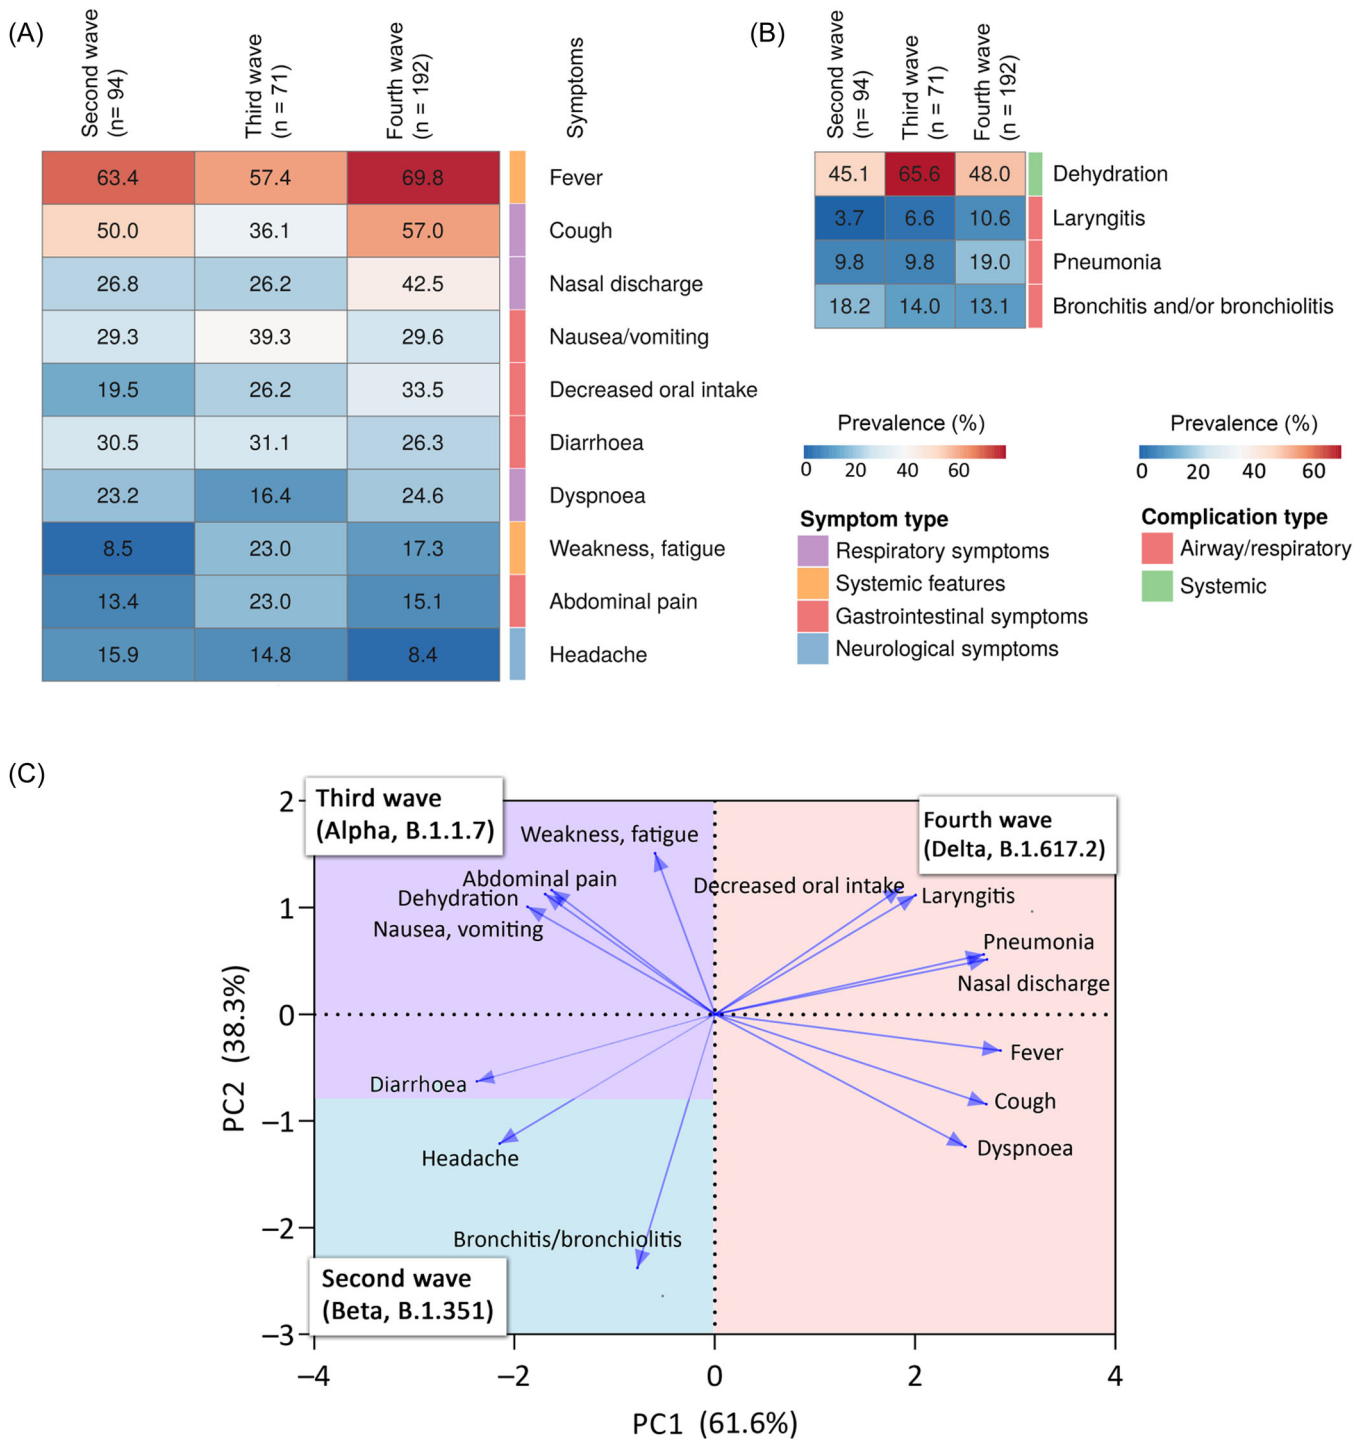 (A)
Second wave
(n= 94)
Third wave
(n = 71)
Fourth wave
(n = 192)
Symptoms
63.4 57.4 69.8 Fever
50.0 36.1 57.0 Cough
26.8 26.2 42.5 Nasal discharge
29.3 39.3 29.6 Nausea/vomiting
19.5 26.2 33.5 Decreased oral intake
30.5 31.1 26.3 Diarrhoea
23.2 16.4 24.6 Dyspnoea
8.5 23.0 17.3 Weakness, fatigue
13.4 23.0 15.1 Abdominal pain
15.9 14.8 8.4 Headache
(B)
Second wave
(n= 94)
Third wave
(n = 71)
Fourth wave
(n = 192)
45.1 65.6 48.0 Dehydration
3.7 6.6 10.6 Laryngitis
9.8 9.8 19.0 Pneumonia
18.2 14.0 13.1 Bronchitis and/or bronchiolitis
Prevalence (%)
0 20 40 60
Symptom type
Respiratory symptoms
Systemic features
Gastrointestinal symptoms
Neurological symptoms
Prevalence (%)
0 20 40 60
Complication type
Airway/respiratory
Systemic
(C)
Third wave
(Alpha, B.1.1.7)
Fourth wave
(Delta, B.1.617.2)
Weakness, fatigue
Abdominal pain
Dehydration
Nausea, vomiting
Decreased oral intake
Laryngitis
Pneumonia
Nasal discharge
Fever
Cough
Dyspnoea
Diarrhoea
Headache
Bronchitis/bronchiolitis
Second wave
(Beta, B.1.351)
2
1
0
−1
−2
−3
PC2 (38.3%)
−4 −2 0 2 4
PC1 (61.6%)